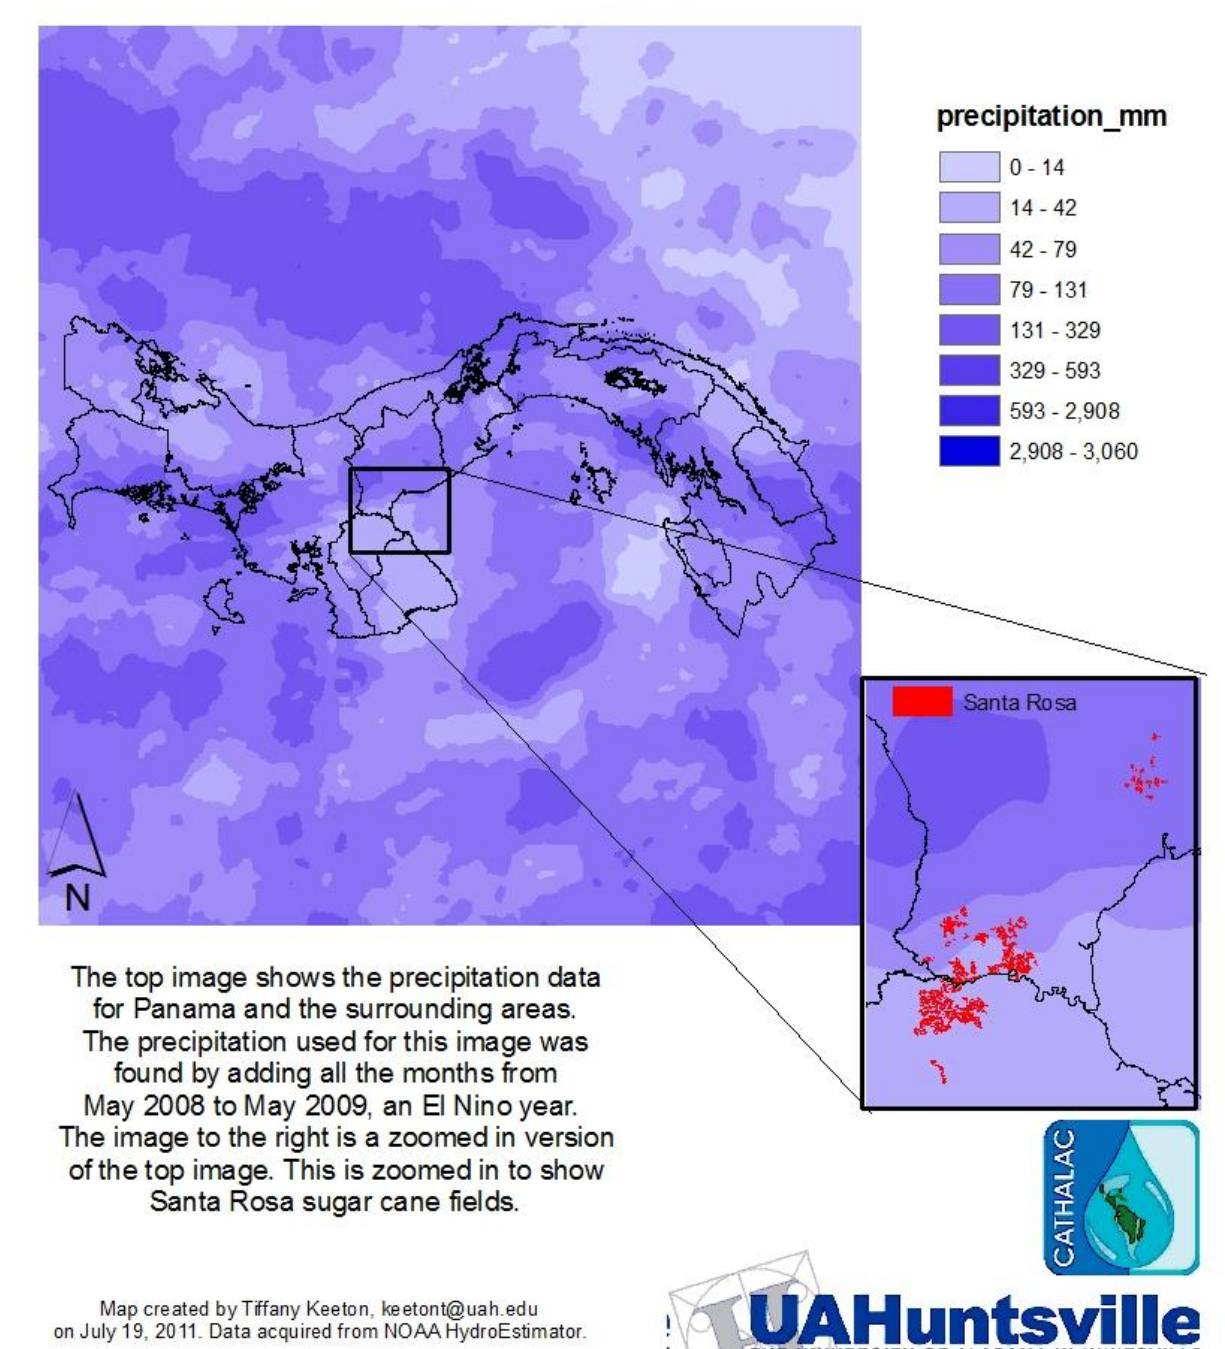 precipitation_mm
0 - 14
14 - 42
42 - 79
79 - 131
131 - 329
329 - 593
593 - 2,908
2,908 - 3,060
Santa Rosa
N
The top image shows the precipitation data
for Panama and the surrounding areas.
The precipitation used for this image was
found by adding all the months from
May 2008 to May 2009, an El Nino year.
The image to the right is a zoomed in version
of the top image. This is zoomed in to show
Santa Rosa sugar cane fields.
CATHALAC
Map created by Tiffany Keeton, keetont@uah.edu
on July 19, 2011. Data acquired from NOAA HydroEstimator.
UAHuntsville